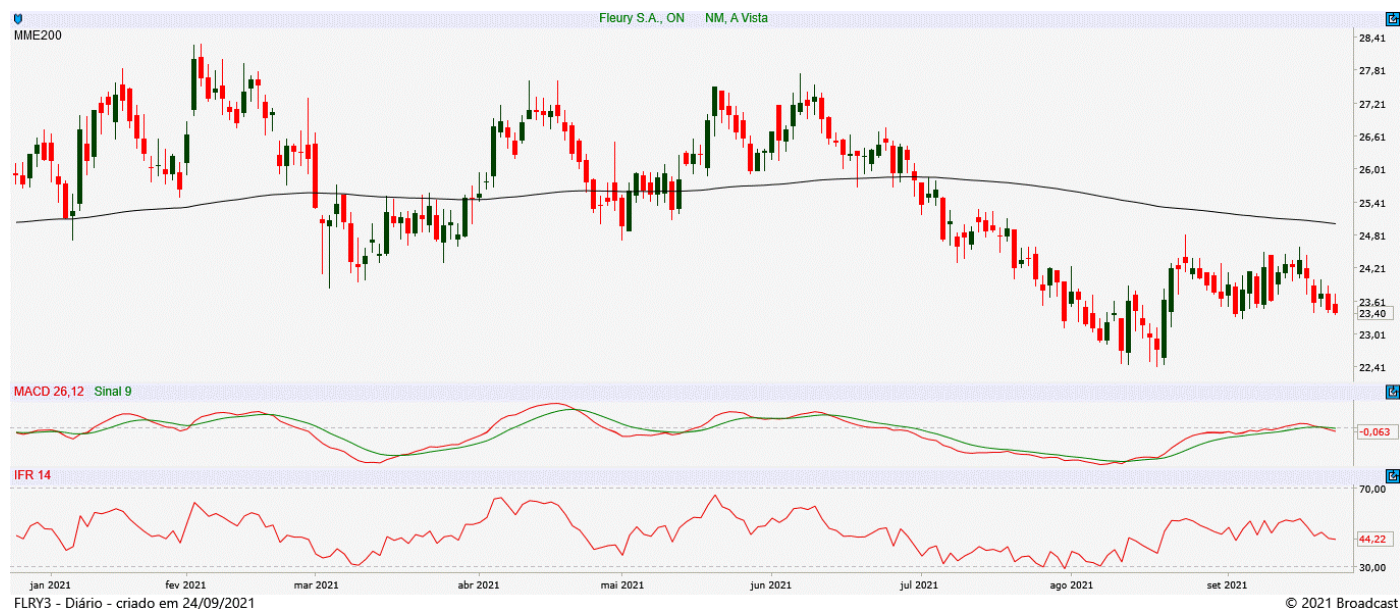 Fleury S.A., ON NM, A Vista
MME200
28,41
27,81
27,21
26,61
26,01
25,41
24,81
24,21
23,61
23,40
23,01
22,41
MACD 26,12 Sinal 9
-0.063
IFR 14
70,00
44,22
30,00
jan 2021 fev 2021 mar 2021 abr 2021 mai 2021 jun 2021 jul 2021 ago 2021 set 2021
FLRY3 - Diário - criado em 24/09/2021 © 2021 Broadcast